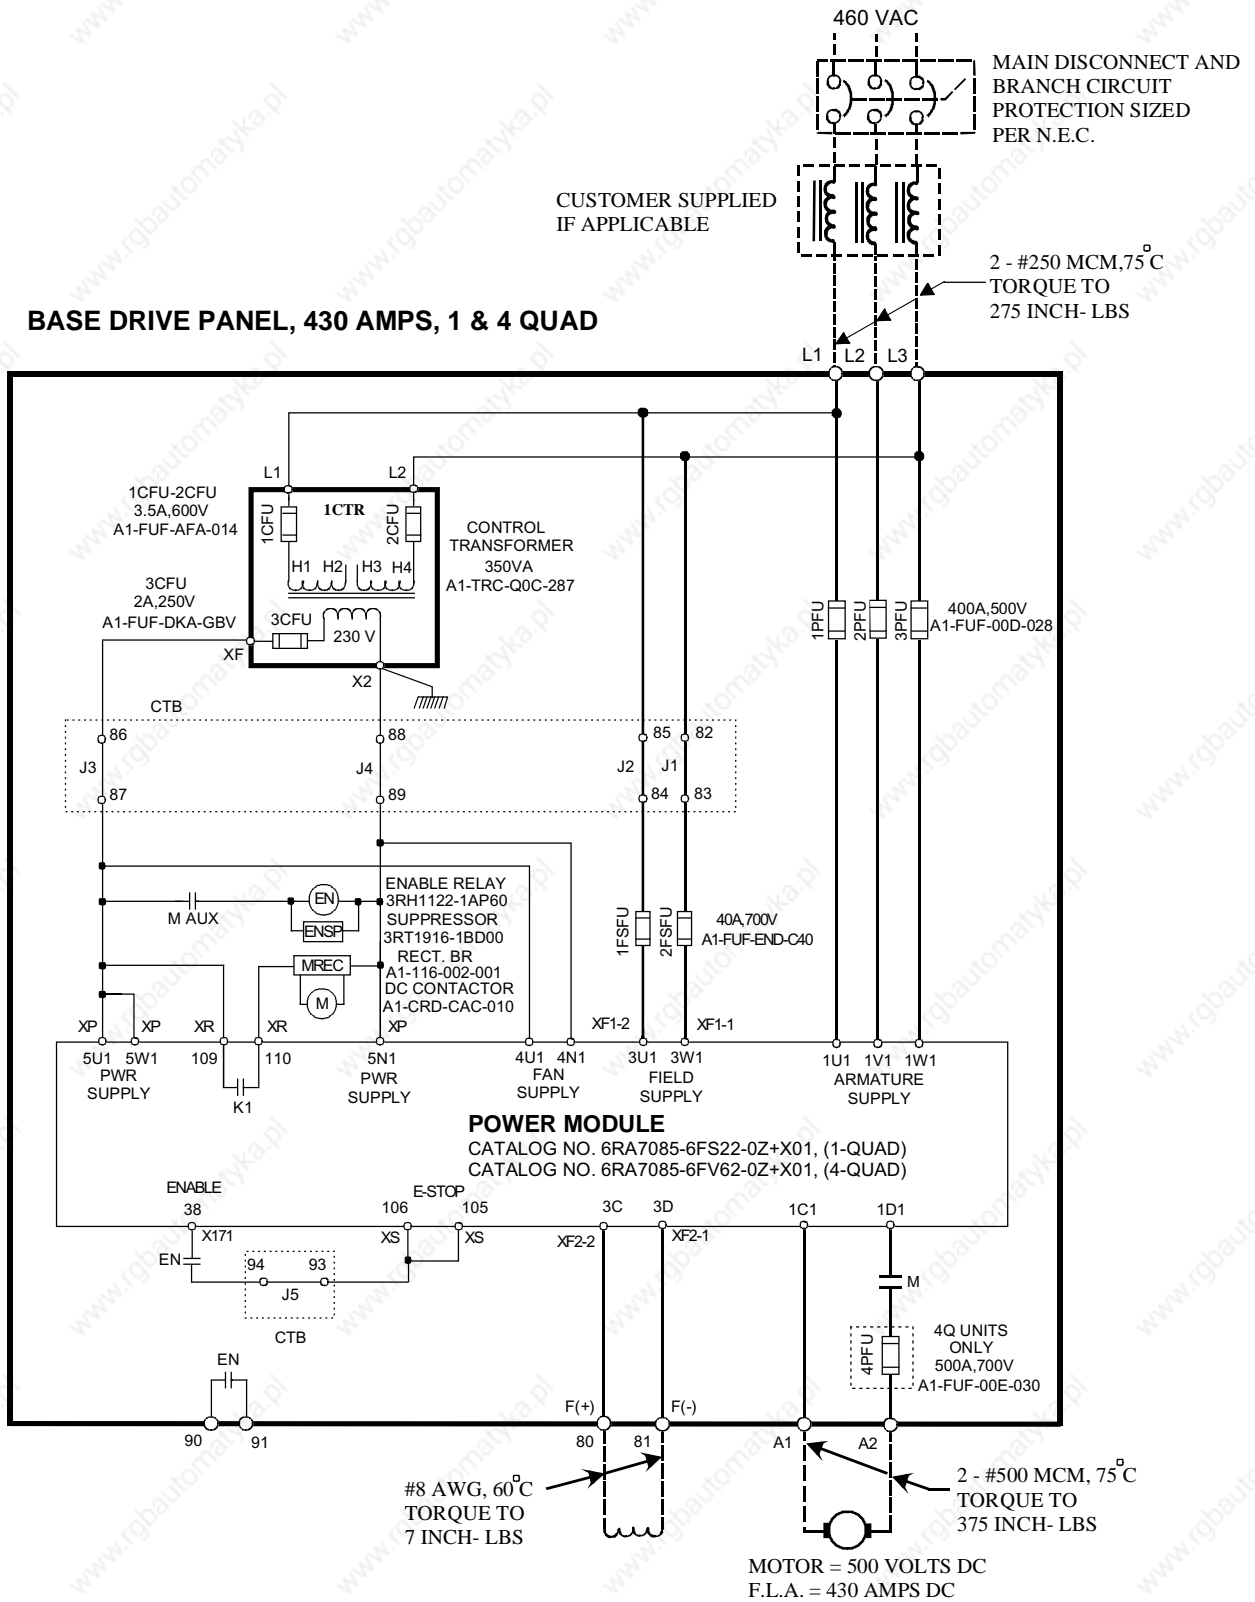 460 VAC
MAIN DISCONNECT AND
BRANCH CIRCUIT
PROTECTION SIZED
PER N.E.C.
CUSTOMER SUPPLIED
IF APPLICABLE
2 - #250 MCM,75°C
TORQUE TO
275 INCH- LBS
BASE DRIVE PANEL, 430 AMPS, 1 & 4 QUAD
L1 L2 L3
L1 L2
1CFU-2CFU
3.5A,600V
A1-FUF-AFA-014
1CFU
1CTR
2CFU
CONTROL
TRANSFORMER
350VA
A1-TRC-Q0C-287
H1 H2 H3 H4
3CFU
2A,250V
A1-FUF-DKA-GBV
3CFU
230 V
XF
X2
1PFU
2PFU
3PFU
400A,500V
A1-FUF-00D-028
CTB
86 88 85 82
J3 J4 J2 J1
87 89 84 83
M AUX
EN
ENSP
MREC
M
ENABLE RELAY
3RH1122-1AP60
SUPPRESSOR
3RT1916-1BD00
RECT. BR
A1-116-002-001
DC CONTACTOR
A1-CRD-CAC-010
1FSFU
2FSFU
40A,700V
A1-FUF-END-C40
XP XP XR XR XP XF1-2 XF1-1
5U1 5W1 109 110 5N1 4U1 4N1 3U1 3W1 1U1 1V1 1W1
PWR
SUPPLY
K1
PWR
SUPPLY
FAN
SUPPLY
FIELD
SUPPLY
ARMATURE
SUPPLY
POWER MODULE
CATALOG NO. 6RA7085-6FS22-0Z+X01, (1-QUAD)
CATALOG NO. 6RA7085-6FV62-0Z+X01, (4-QUAD)
ENABLE E-STOP
38 106 105 3C 3D 1C1 1D1
X171 XS XS XF2-2 XF2-1
EN
94 93
J5
CTB
M
4PFU
4Q UNITS
ONLY
500A,700V
A1-FUF-00E-030
EN
F(+) F(-)
90 91 80 81 A1 A2
#8 AWG, 60°C
TORQUE TO
7 INCH- LBS
2 - #500 MCM, 75°C
TORQUE TO
375 INCH- LBS
MOTOR = 500 VOLTS DC
F.L.A. = 430 AMPS DC
www.rgbautomatyka.pl